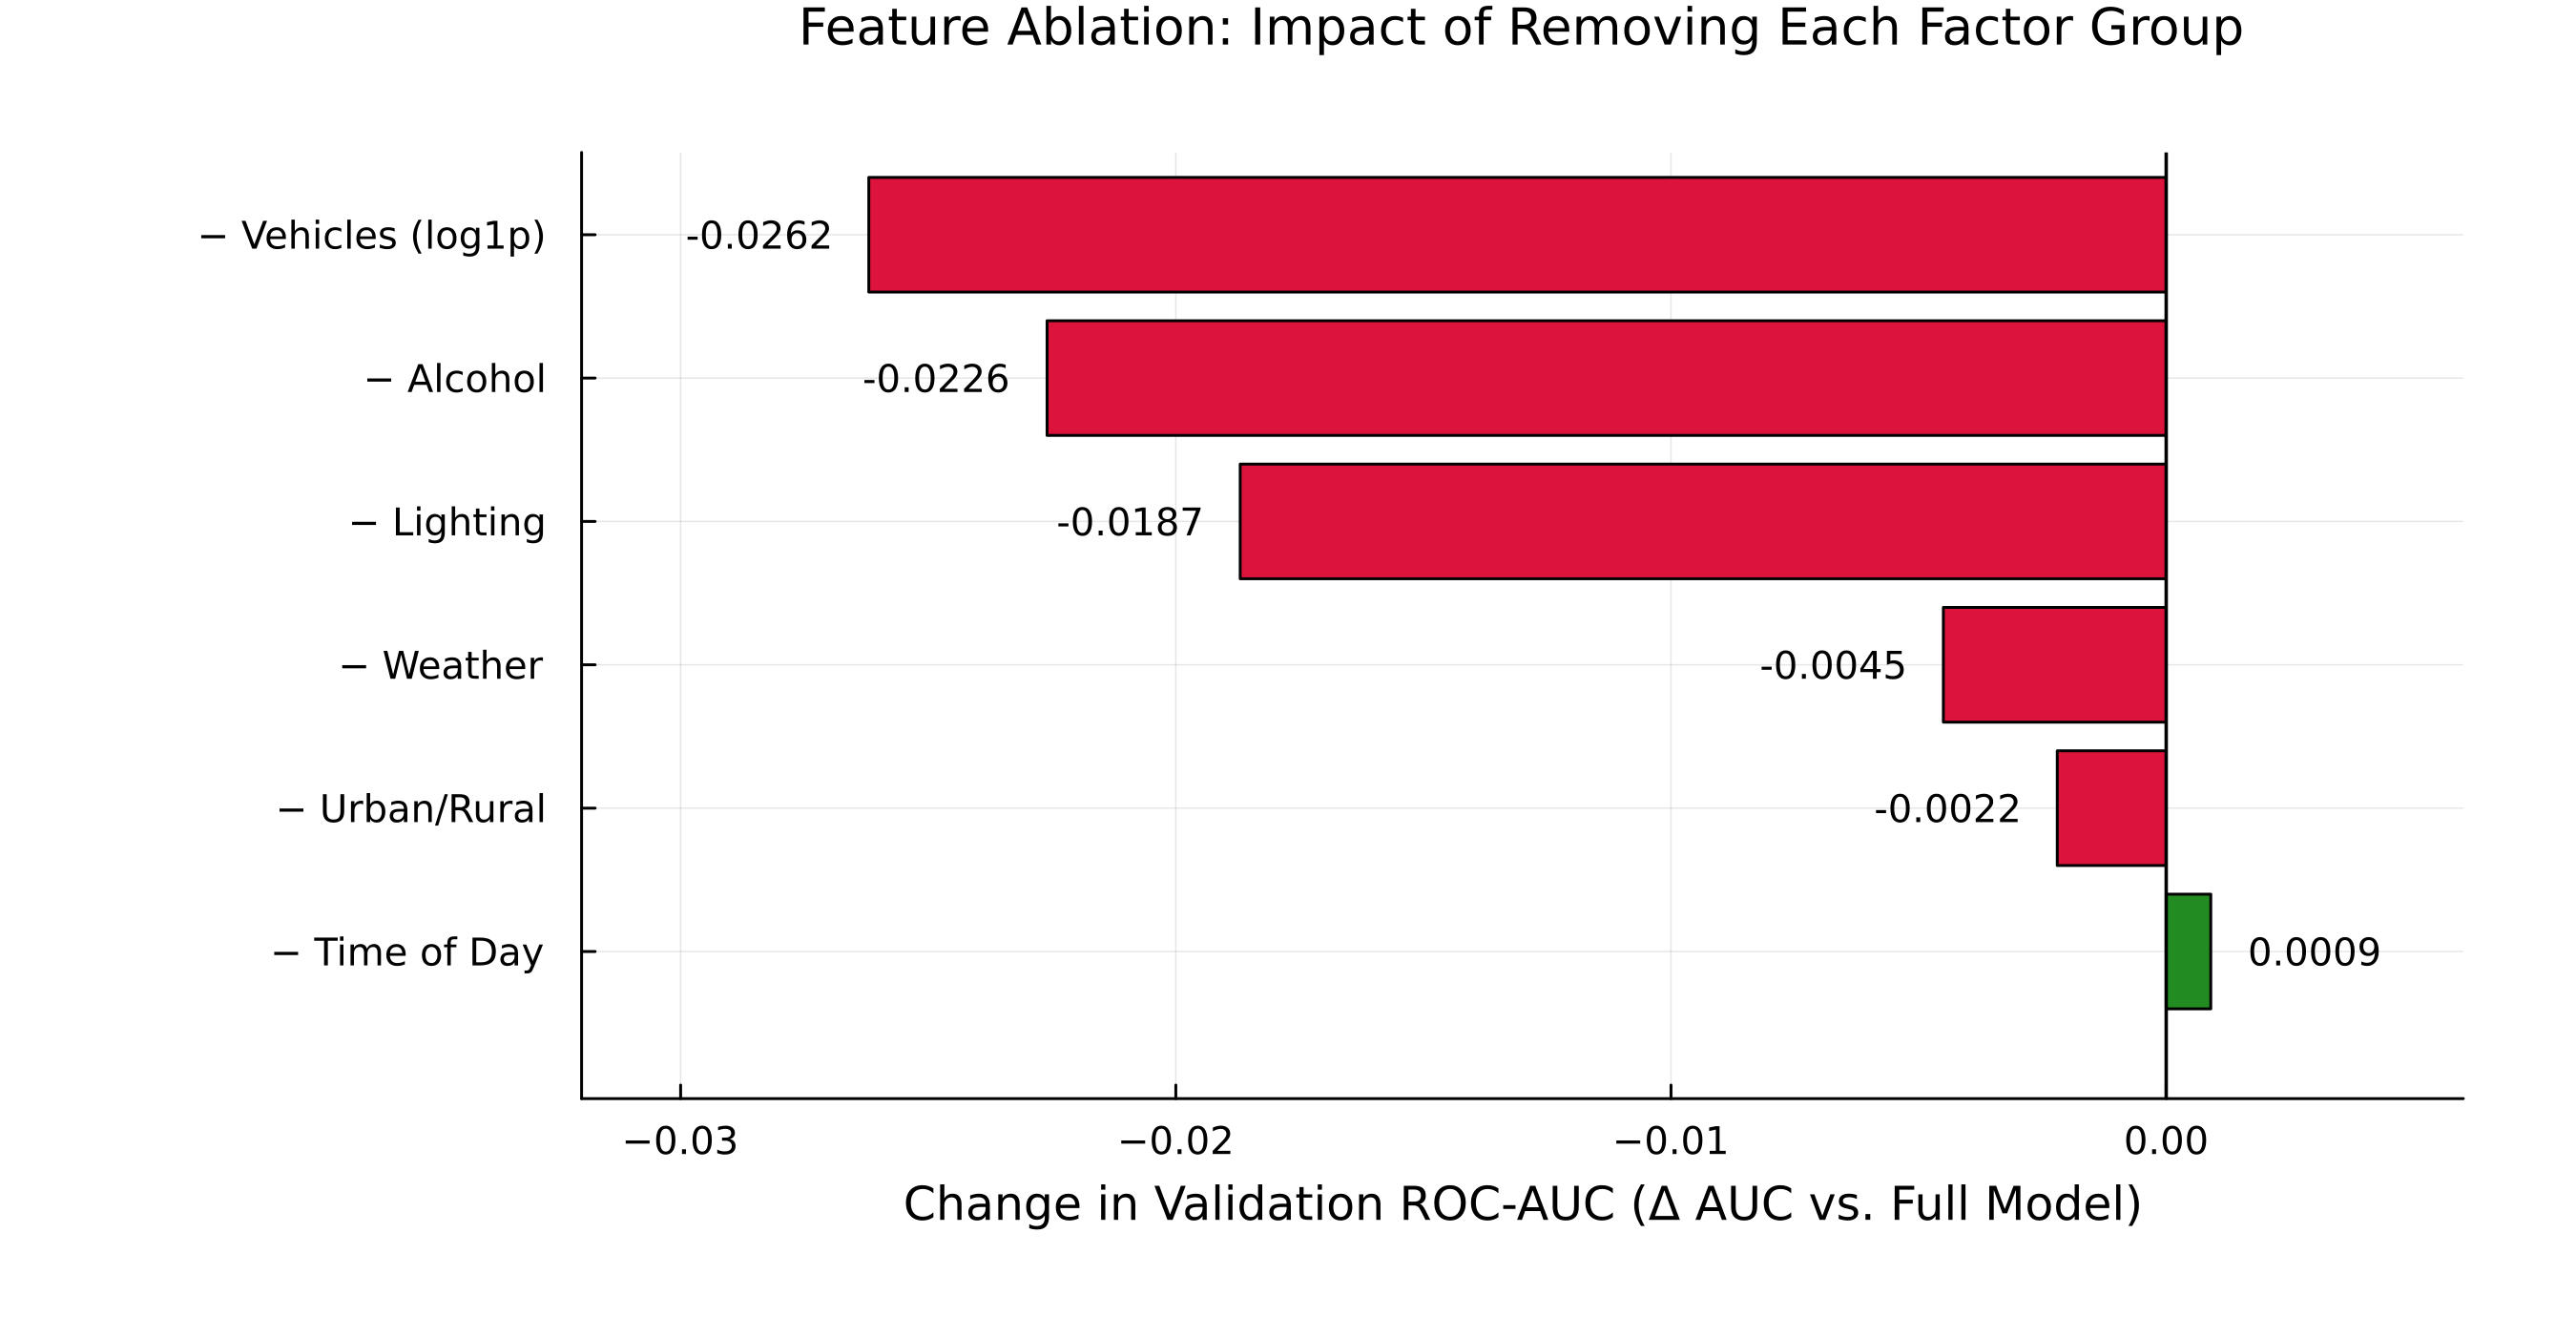 Feature Ablation: Impact of Removing Each Factor Group
− Vehicles (log1p)
-0.0262
− Alcohol
-0.0226
− Lighting
-0.0187
− Weather
-0.0045
− Urban/Rural
-0.0022
− Time of Day
0.0009
−0.03
−0.02
−0.01
0.00
Change in Validation ROC-AUC (Δ AUC vs. Full Model)